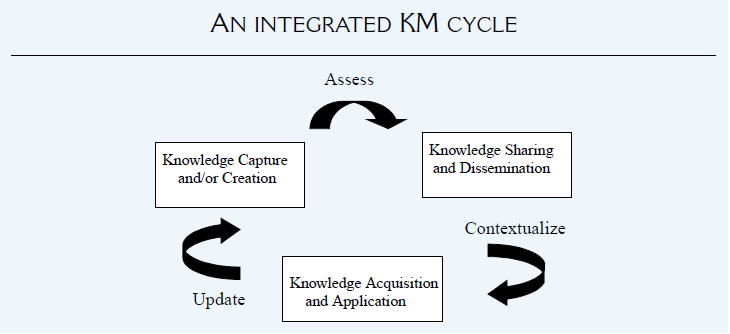 AN INTEGRATED KM CYCLE
Assess
Knowledge Capture
and/or Creation
Knowledge Sharing
and Dissemination
Contextualize
Knowledge Acquisition
and Application
Update